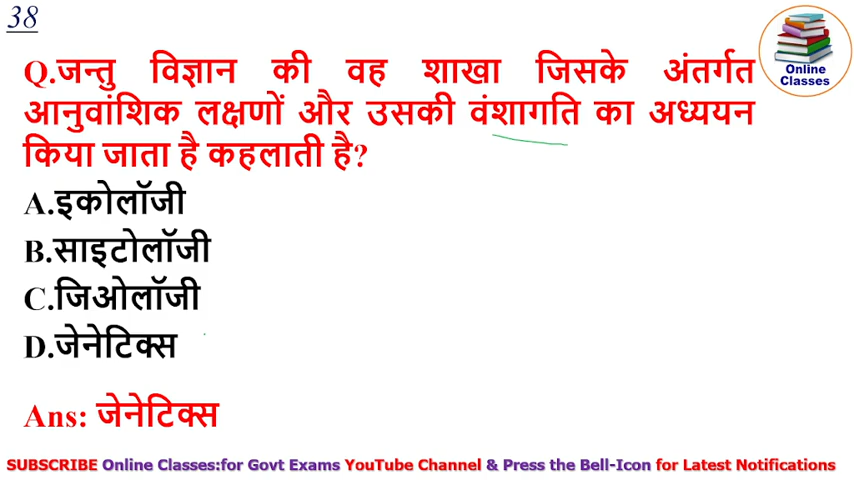 38
Online
Classes
Q.जन्तु विज्ञान की वह शाखा जिसके अंतर्गत
आनुवांशिक लक्षणों और उसकी वंशागति का अध्ययन
किया जाता है कहलाती है?
A.इकोलॉजी
B.साइटोलॉजी
C.जिओलॉजी
D.जेनेटिक्स
Ans: जेनेटिक्स
SUBSCRIBE Online Classes:for Govt Exams YouTube Channel & Press the Bell-Icon for Latest Notifications